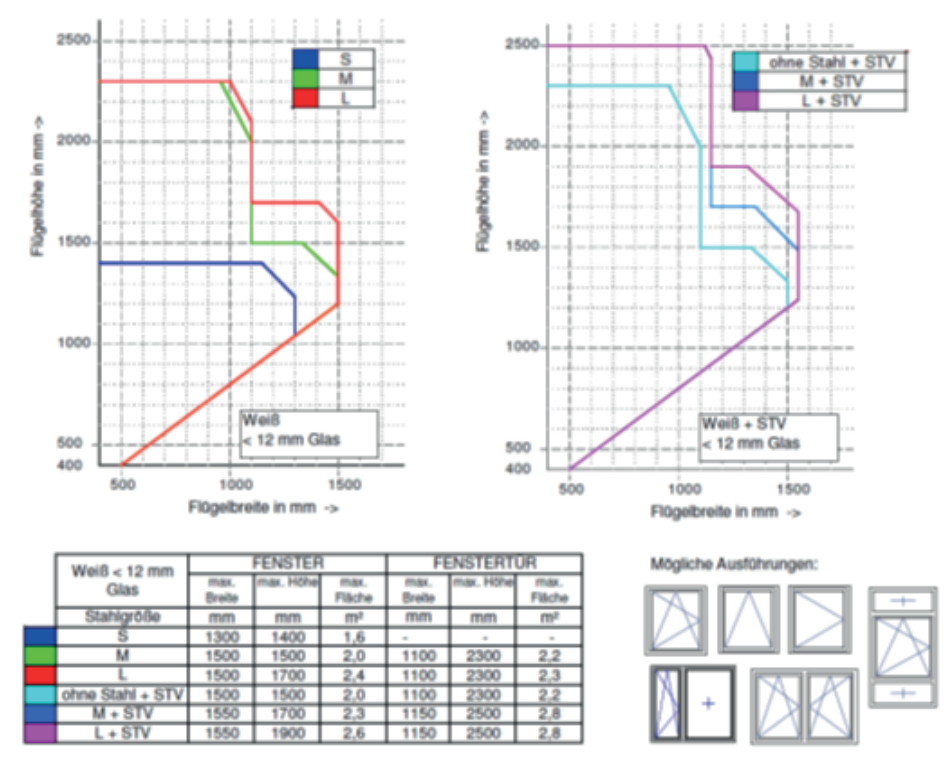 2500
2000
1500
1000
500
400
Flügelhöhe in mm ->
S
M
L
Weiß
< 12 mm Glas
500 1000 1500
Flügelbreite in mm ->
2500
2000
1500
1000
500
400
Flügelhöhe in mm ->
ohne Stahl + STV
M + STV
L + STV
Weiß + STV
< 12 mm Glas
500 1000 1500
Flügelbreite in mm ->
Weiß < 12 mm Glas FENSTER FENSTERTÜR
max. Breite max. Höhe max. Fläche max. Breite max. Höhe max. Fläche
Stahlgröße mm mm m² mm mm m²
S 1300 1400 1,6 - - -
M 1500 1500 2,0 1100 2300 2,2
L 1500 1700 2,4 1100 2300 2,3
ohne Stahl + STV 1500 1500 2,0 1100 2300 2,2
M + STV 1550 1700 2,3 1150 2500 2,8
L + STV 1550 1900 2,6 1150 2500 2,8
Mögliche Ausführungen: